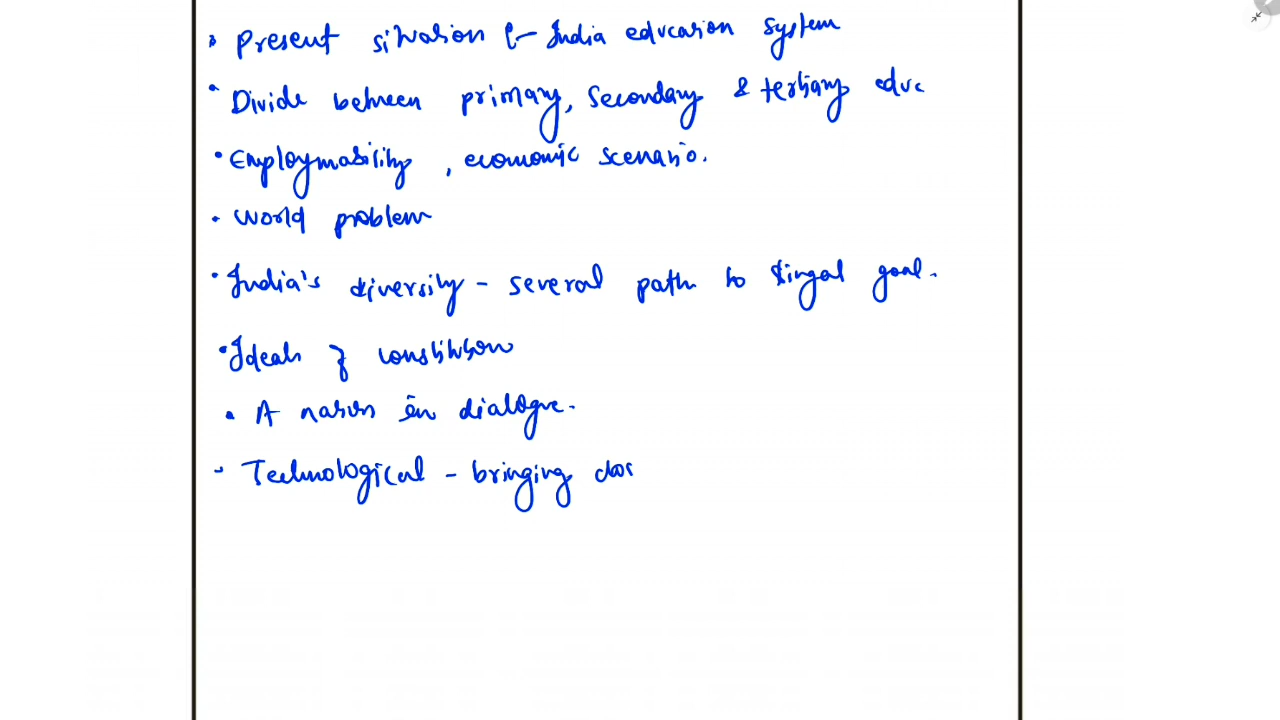 • Present situation & India education system
• Divide between primary, secondary & tertiary educ
• Employmability, economic scenario.
• World problem
• India's diversity - several path to singal goal.
• Ideals of constitution
• A nation in dialogue.
• Technological - bringing clos